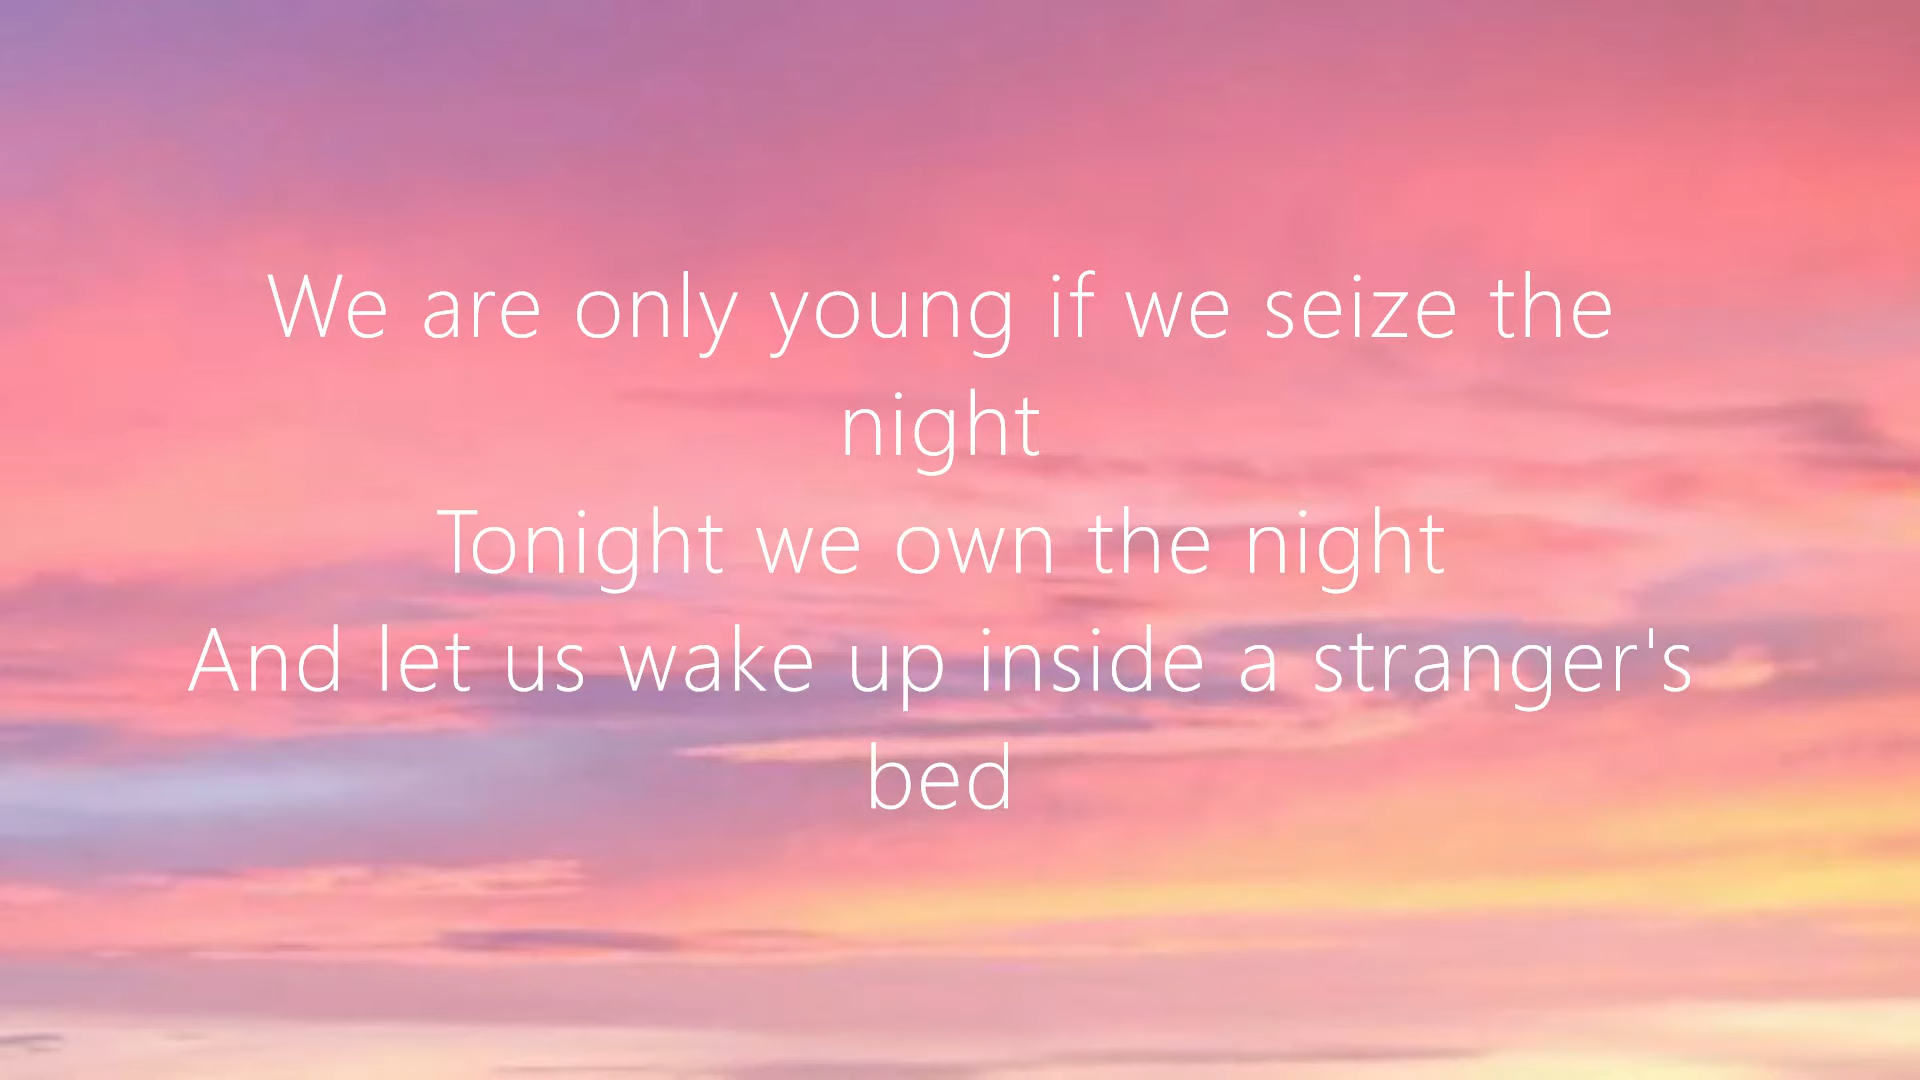 We are only young if we seize the
night
Tonight we own the night
And let us wake up inside a stranger's
bed